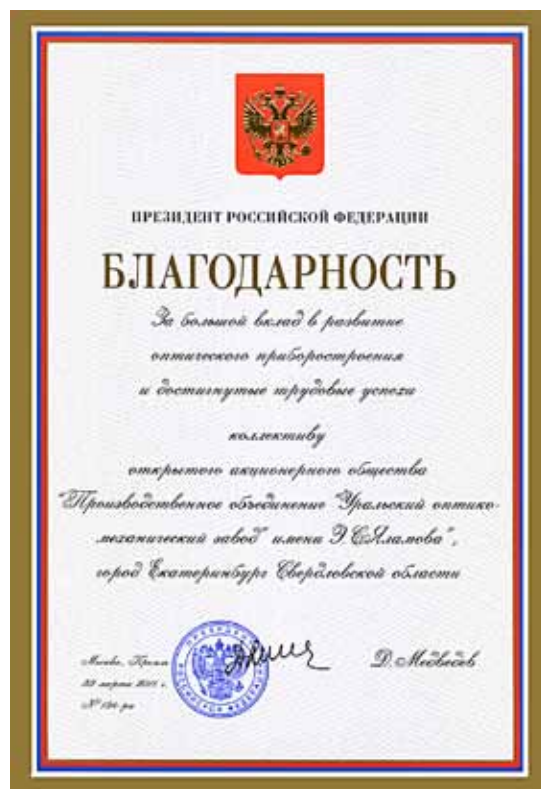 ПРЕЗИДЕНТ РОССИЙСКОЙ ФЕДЕРАЦИИ
БЛАГОДАРНОСТЬ
За большой вклад в развитие
оптического приборостроения
и достигнутые трудовые успехи
коллективу
открытого акционерного общества
"Производственное объединение "Уральский оптико-
механический завод" имени Э.С.Яламова",
город Екатеринбург Свердловской области
Москва, Кремль
марта
Д.Медведев